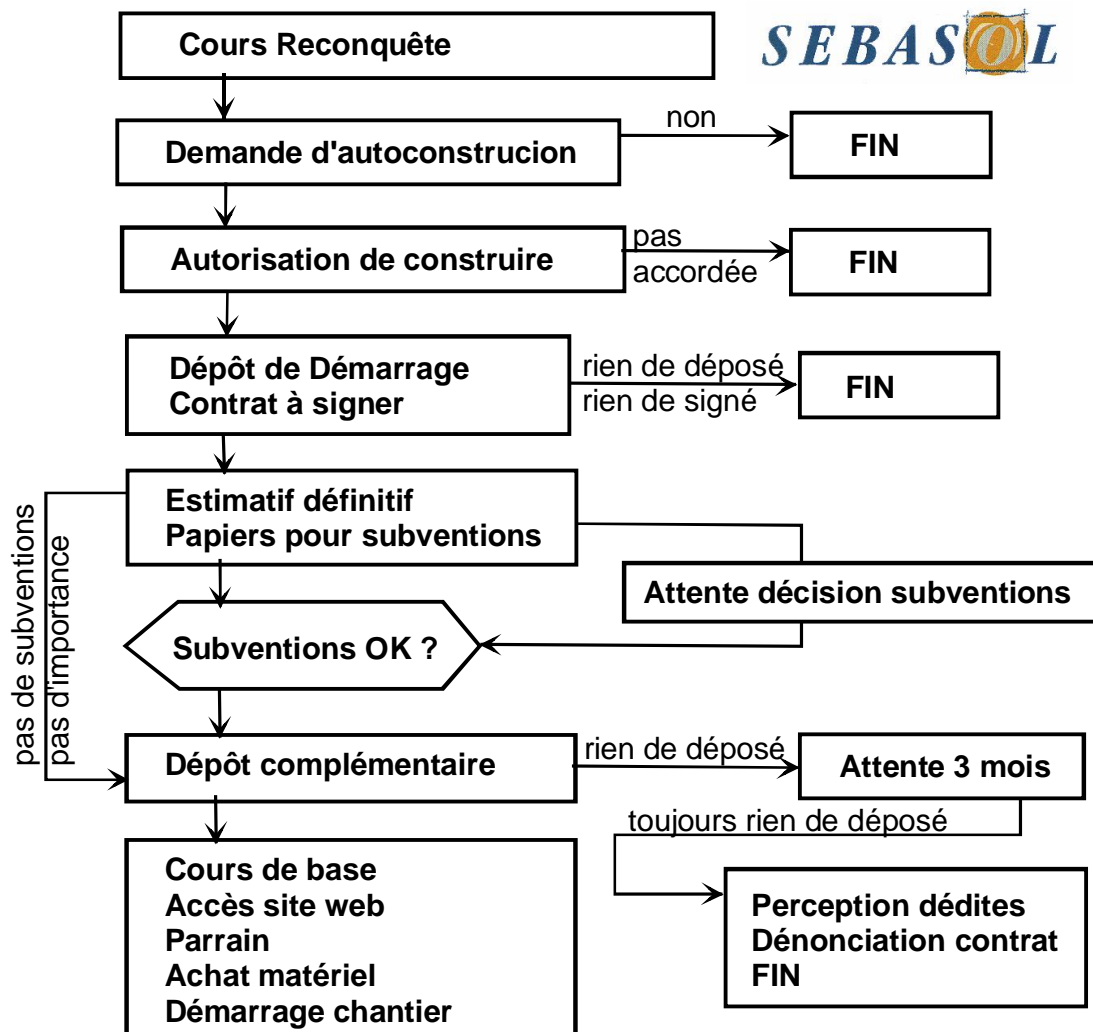 Cours Reconquête
SEBASOL
Demande d'autoconstrucion
non
FIN
Autorisation de construire
pas
accordée
FIN
Dépôt de Démarrage
Contrat à signer
rien de déposé
rien de signé
FIN
Estimatif définitif
Papiers pour subventions
pas de subventions
pas d'importance
Attente décision subventions
Subventions OK ?
Dépôt complémentaire
rien de déposé
Attente 3 mois
toujours rien de déposé
Cours de base
Accès site web
Parrain
Achat matériel
Démarrage chantier
Perception dédites
Dénonciation contrat
FIN